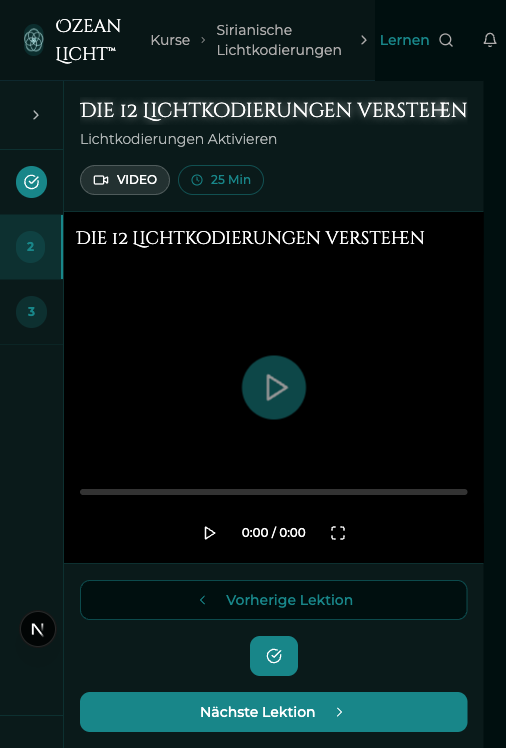 Ozean
Licht™
Kurse
Sirianische
Lichtkodierungen
Lernen
Die 12 Lichtkodierungen verstehen
Lichtkodierungen Aktivieren
VIDEO
25 Min
2
3
Die 12 Lichtkodierungen verstehen
0:00 / 0:00
N
Vorherige Lektion
Nächste Lektion